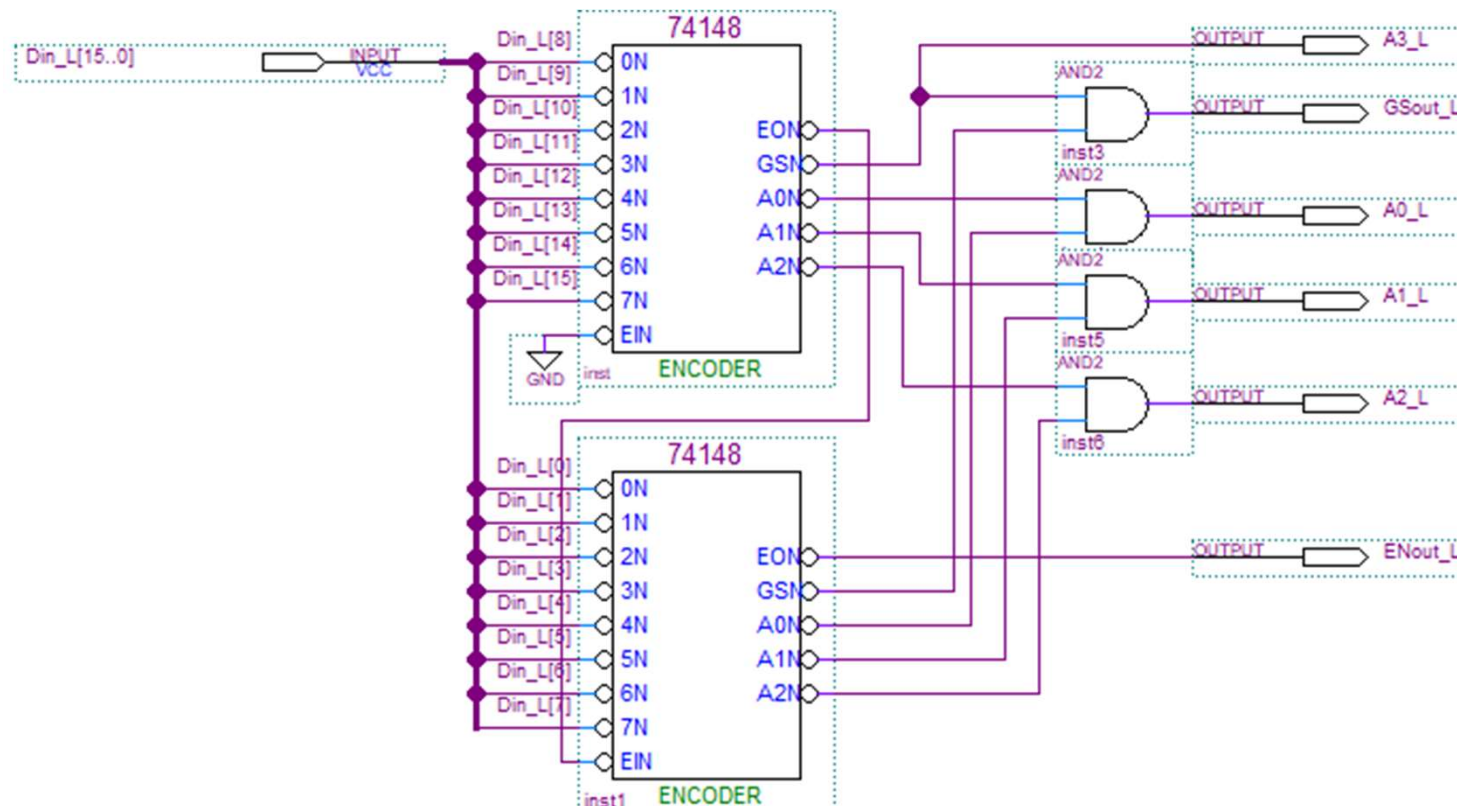 Din_L[15..0]
INPUT
VCC
74148
Din_L[8]
Din_L[9]
Din_L[10]
Din_L[11]
Din_L[12]
Din_L[13]
Din_L[14]
Din_L[15]
0N
1N
2N
3N
4N
5N
6N
7N
EIN
EON
GSN
A0N
A1N
A2N
GND
inst
ENCODER
74148
Din_L[0]
Din_L[1]
Din_L[2]
Din_L[3]
Din_L[4]
Din_L[5]
Din_L[6]
Din_L[7]
0N
1N
2N
3N
4N
5N
6N
7N
EIN
EON
GSN
A0N
A1N
A2N
inst1
ENCODER
OUTPUT
A3_L
AND2
inst3
OUTPUT
GSout_L
AND2
OUTPUT
A0_L
AND2
inst5
OUTPUT
A1_L
AND2
inst6
OUTPUT
A2_L
OUTPUT
ENout_L